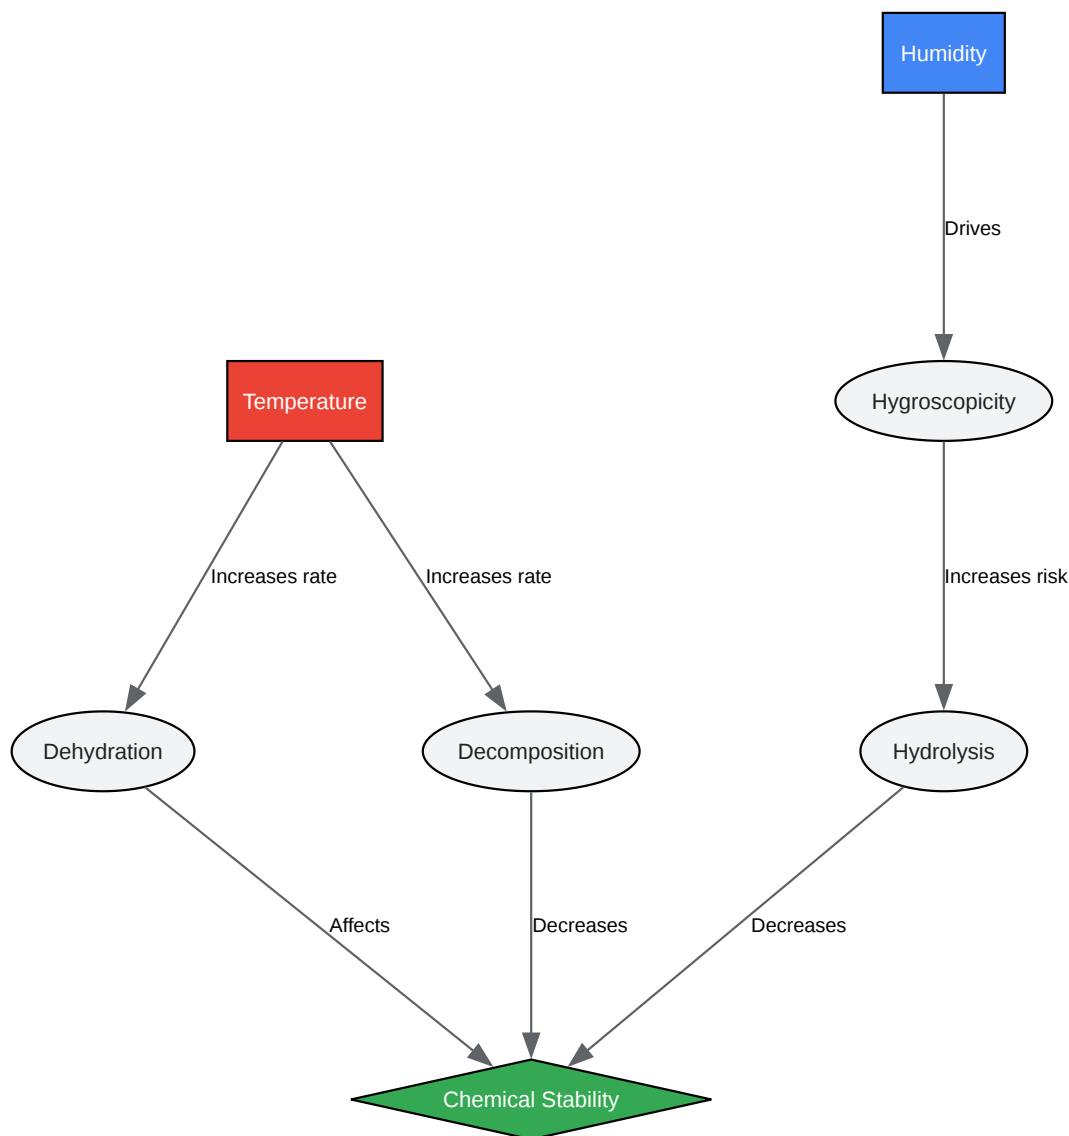 Humidity
Drives
Temperature
Hygroscopicity
Increases rate
Increases rate
Increases risk
Dehydration
Decomposition
Hydrolysis
Affects
Decreases
Decreases
Chemical Stability